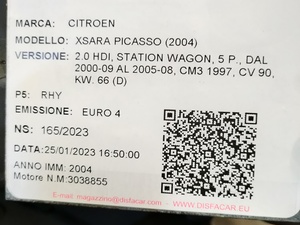 MARCA: CITROEN
MODELLO: XSARA PICASSO (2004)
VERSIONE: 2.0 HDI, STATION WAGON, 5 P., DAL
2000-09 AL 2005-08, CM3 1997, CV 90,
KW. 66 (D)
P5: RHY
EMISSIONE: EURO 4
NS: 165/2023
DATA:25/01/2023 16:50:00
ANNO IMM: 2004
Motore N.M:3038855
E-mail: magazzino@disfacar.com
HTTP://WWW.DISFACAR.EU